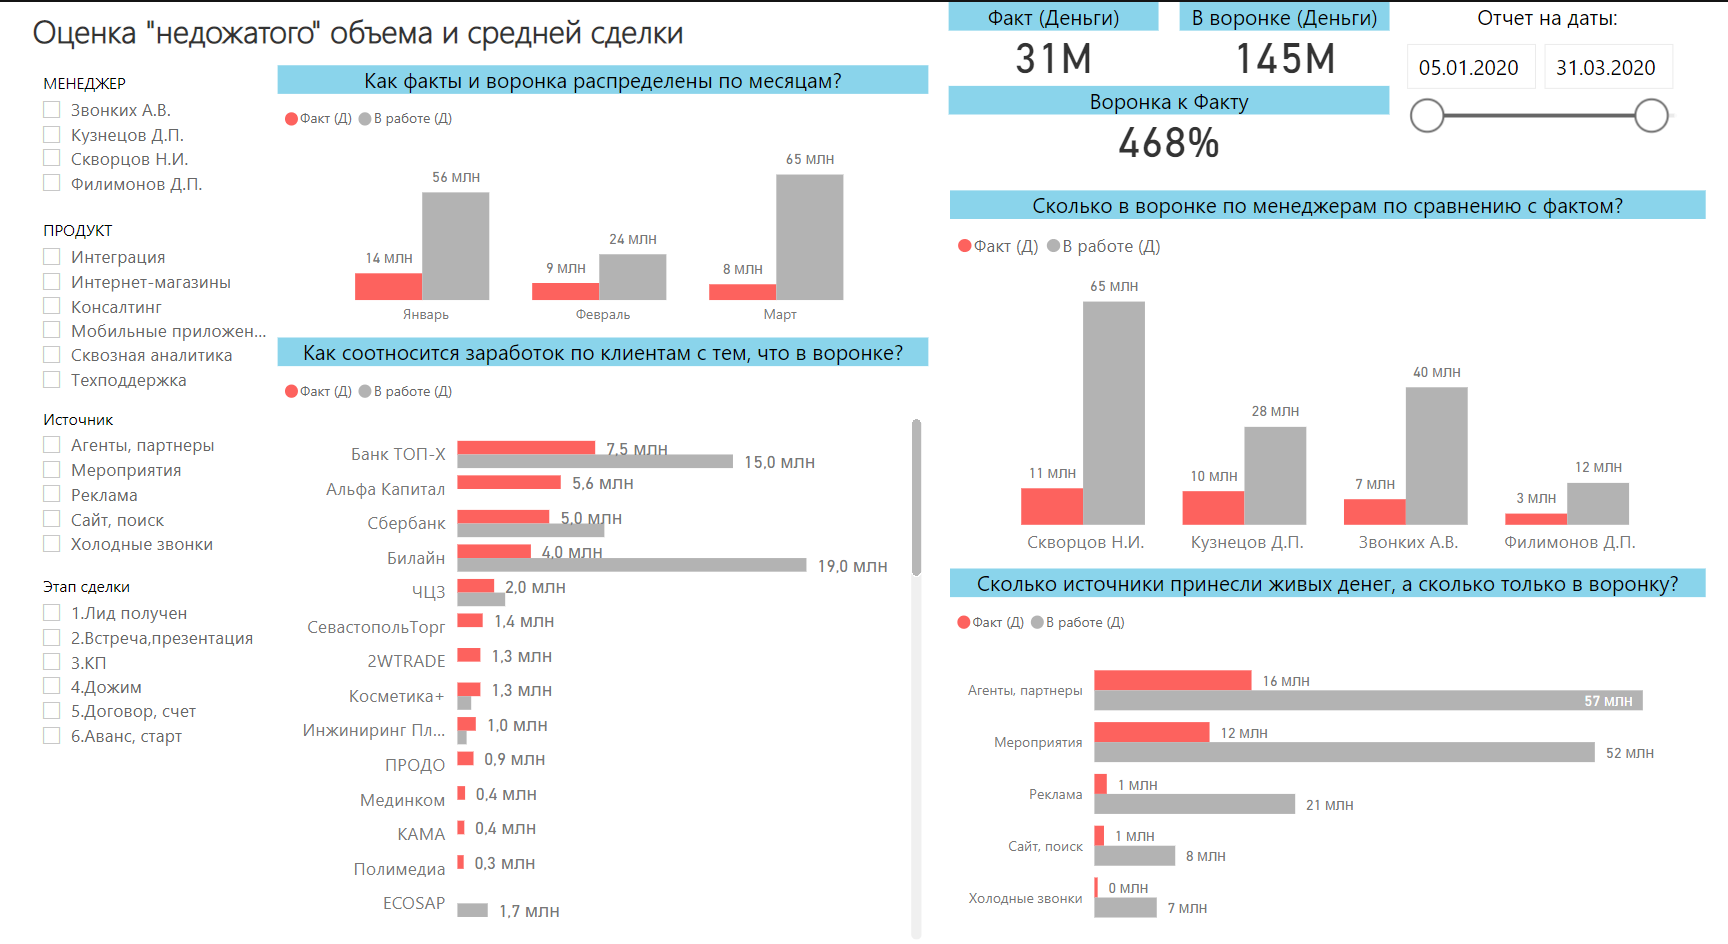 Оценка "недожатого" объема и средней сделки
МЕНЕДЖЕР
Звонких А.В.
Кузнецов Д.П.
Скворцов Н.И.
Филимонов Д.П.
ПРОДУКТ
Интеграция
Интернет-магазины
Консалтинг
Мобильные приложен...
Сквозная аналитика
Техподдержка
Источник
Агенты, партнеры
Мероприятия
Реклама
Сайт, поиск
Холодные звонки
Этап сделки
1.Лид получен
2.Встреча,презентация
3.КП
4.Дожим
5.Договор, счет
6.Аванс, старт
Как факты и воронка распределены по месяцам?
Факт (Д) В работе (Д)
14 млн 56 млн
9 млн 24 млн
8 млн 65 млн
Январь Февраль Март
Как соотносится заработок по клиентам с тем, что в воронке?
Факт (Д) В работе (Д)
Банк ТОП-Х 7,5 млн 15,0 млн
Альфа Капитал 5,6 млн
Сбербанк 5,0 млн
Билайн 4,0 млн 19,0 млн
ЧЦЗ 2,0 млн
СевастопольТорг 1,4 млн
2WTRADE 1,3 млн
Косметика+ 1,3 млн
Инжиниринг Пл... 1,0 млн
ПРОДО 0,9 млн
Мединком 0,4 млн
КАМА 0,4 млн
Полимедиа 0,3 млн
ECOSAP 1,7 млн
Факт (Деньги)
31М
В воронке (Деньги)
145М
Воронка к Факту
468%
Отчет на даты:
05.01.2020 31.03.2020
Сколько в воронке по менеджерам по сравнению с фактом?
Факт (Д) В работе (Д)
11 млн 65 млн
10 млн 28 млн
7 млн 40 млн
3 млн 12 млн
Скворцов Н.И. Кузнецов Д.П. Звонких А.В. Филимонов Д.П.
Сколько источники принесли живых денег, а сколько только в воронку?
Факт (Д) В работе (Д)
Агенты, партнеры 16 млн 57 млн
Мероприятия 12 млн 52 млн
Реклама 1 млн 21 млн
Сайт, поиск 1 млн 8 млн
Холодные звонки 0 млн 7 млн